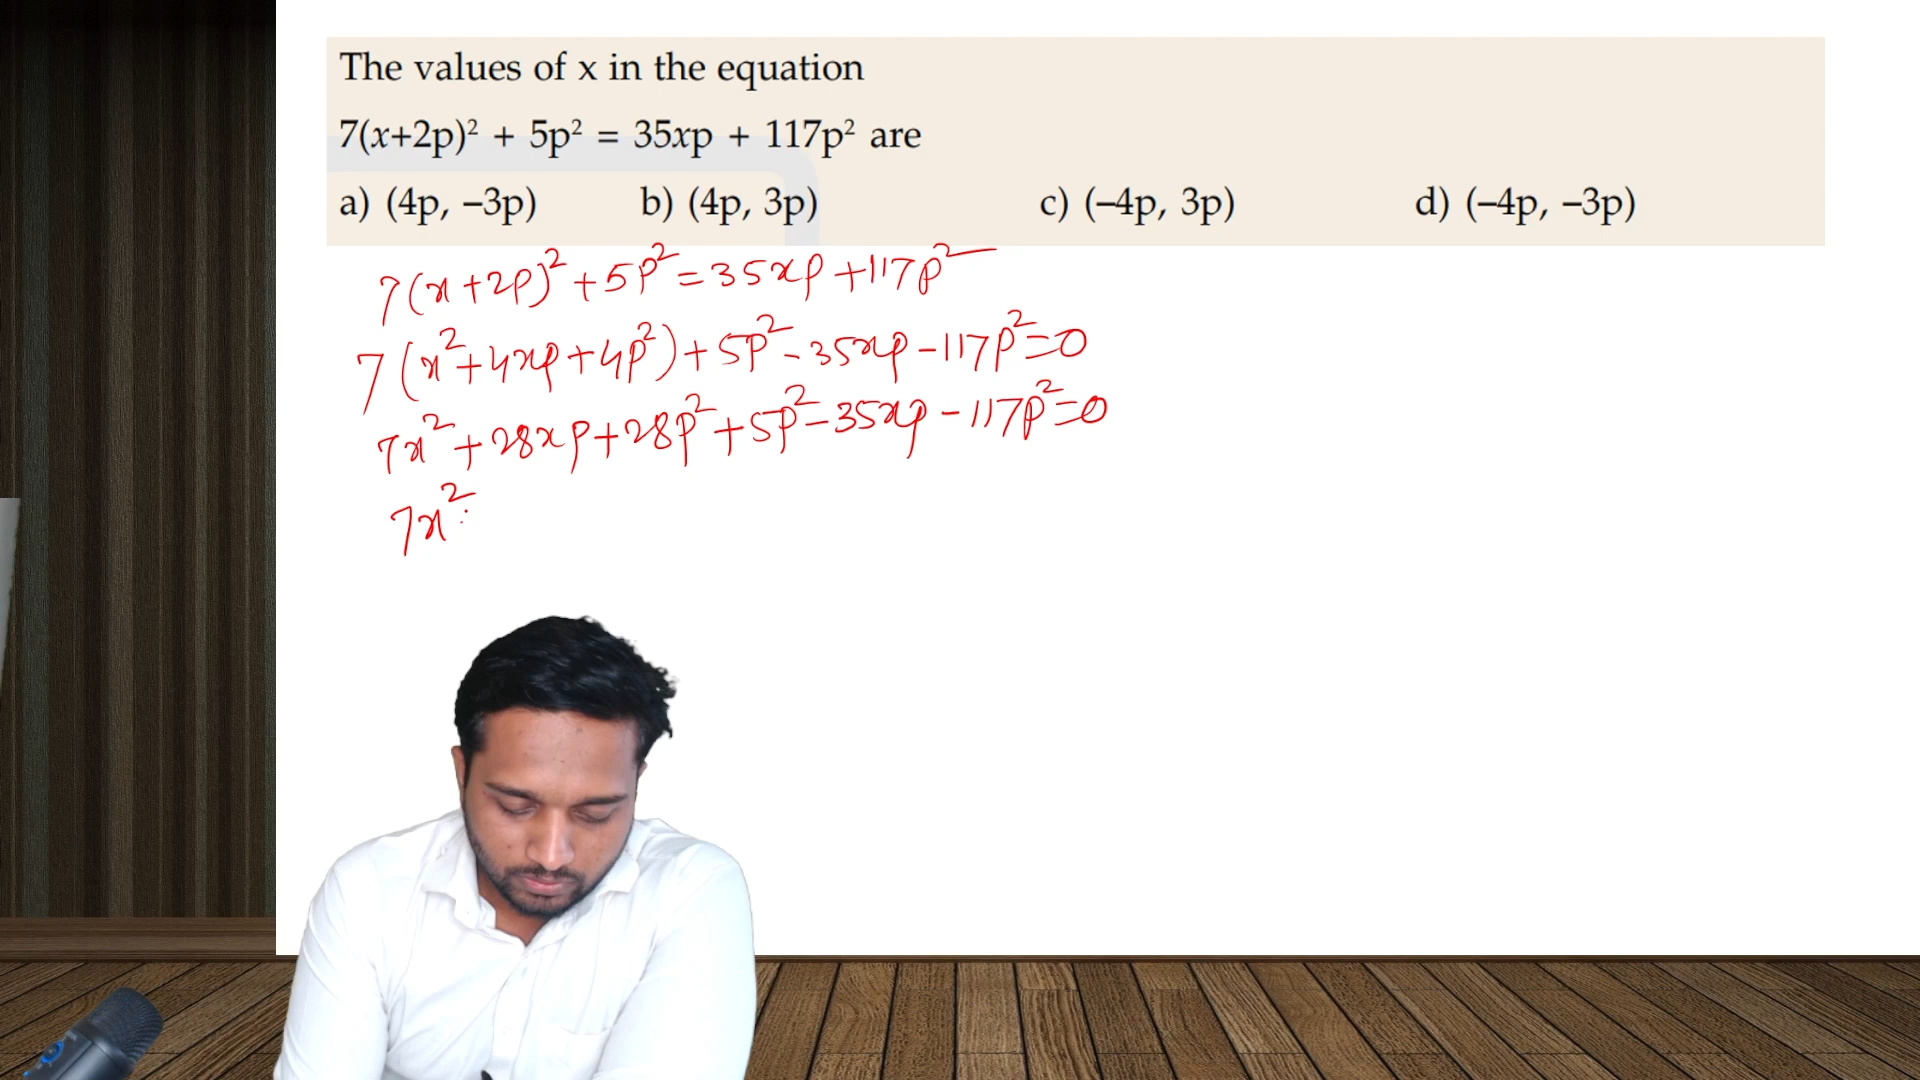 The values of x in the equation
7(x+2p)² + 5p² = 35xp + 117p² are
a) (4p, –3p) b) (4p, 3p) c) (–4p, 3p) d) (–4p, –3p)
7(x+2p)²+5p²=35xp+117p²
7(x²+4xp+4p²)+5p²-35xp-117p²=0
7x²+28xp+28p²+5p²-35xp-117p²=0
7x²